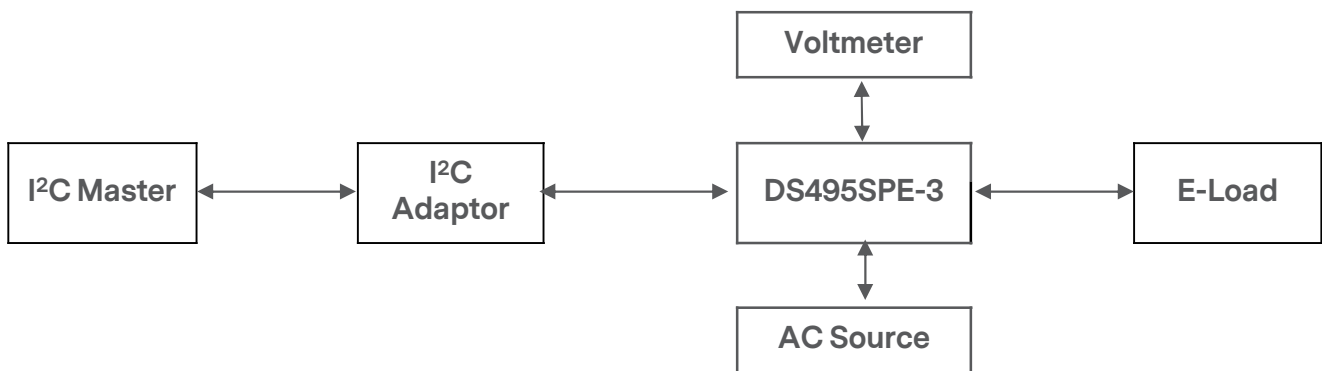 Voltmeter
I²C Master
I²C
Adaptor
DS495SPE-3
E-Load
AC Source